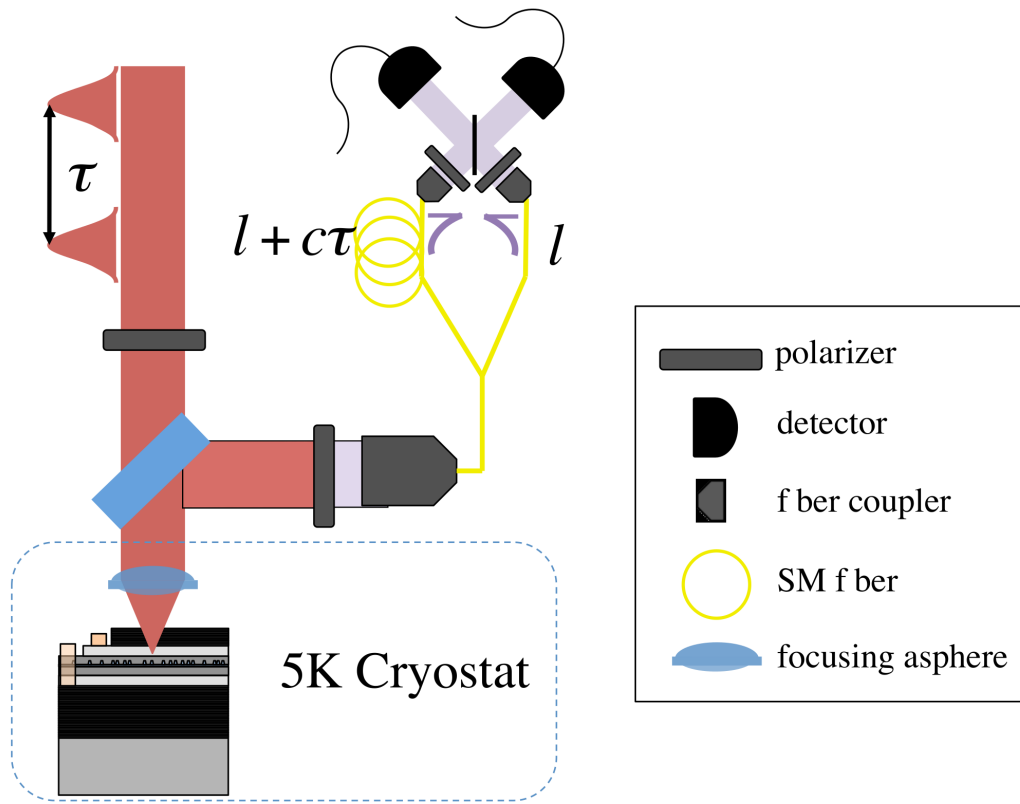 τ
l + cτ
l
5K Cryostat
polarizer
detector
f ber coupler
SM f ber
focusing asphere